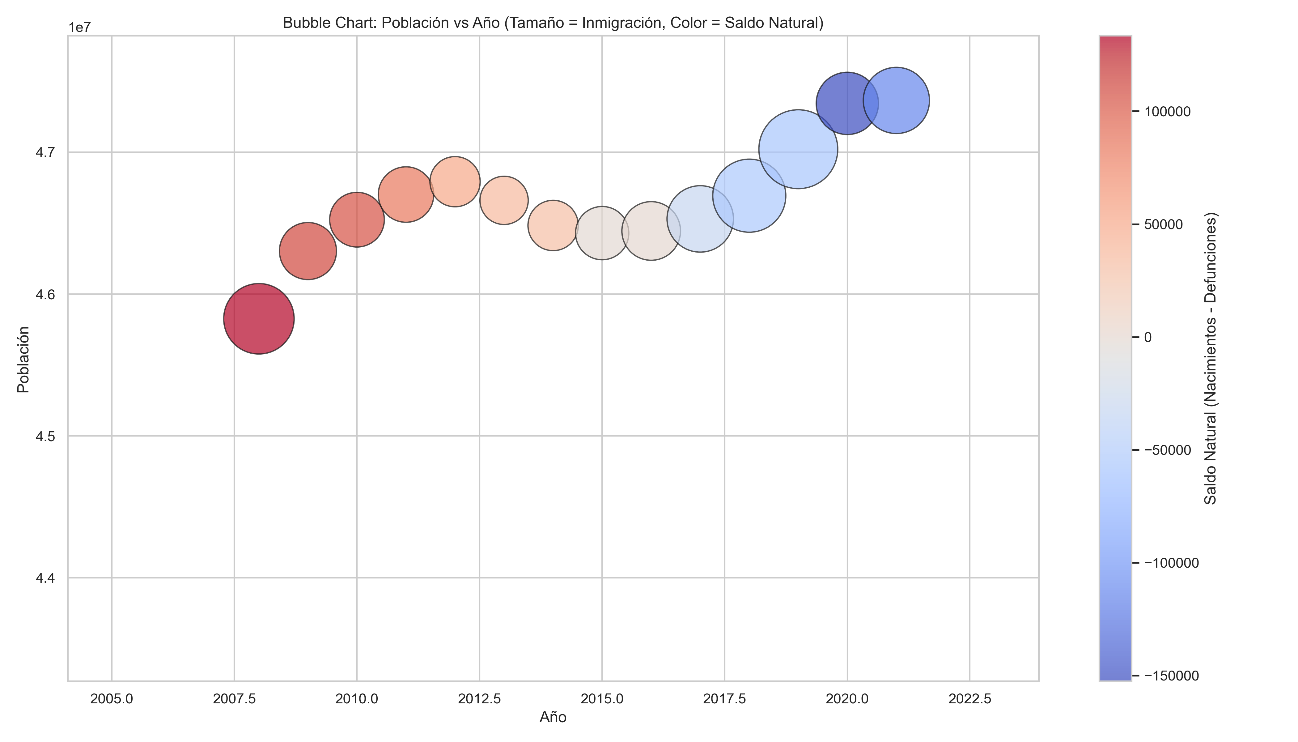 Bubble Chart: Población vs Año (Tamaño = Inmigración, Color = Saldo Natural)
1e7
4.7
4.6
4.5
4.4
Población
2005.0 2007.5 2010.0 2012.5 2015.0 2017.5 2020.0 2022.5
Año
100000
50000
0
−50000
−100000
−150000
Saldo Natural (Nacimientos - Defunciones)